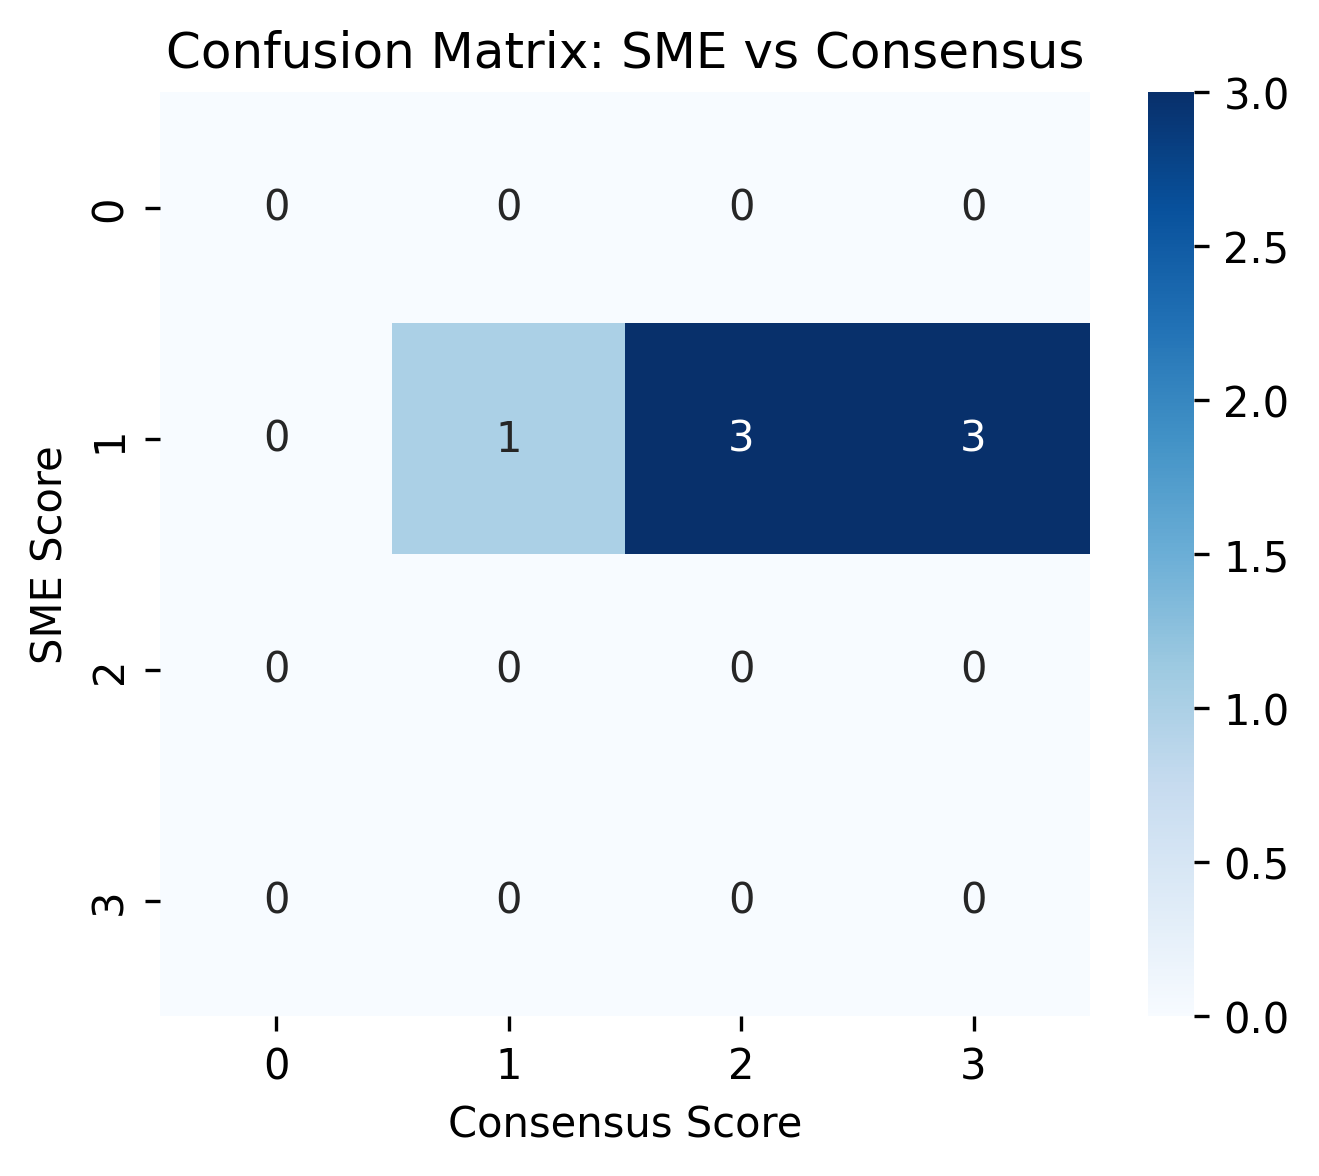 Confusion Matrix: SME vs Consensus
0 0 0 0 0
1 0 1 3 3
2 0 0 0 0
3 0 0 0 0
0 1 2 3
SME Score
Consensus Score
3.0
2.5
2.0
1.5
1.0
0.5
0.0